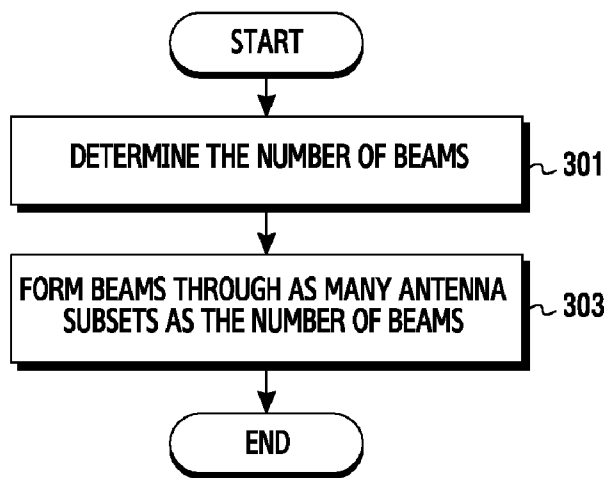 START
DETERMINE THE NUMBER OF BEAMS
301
FORM BEAMS THROUGH AS MANY ANTENNA
SUBSETS AS THE NUMBER OF BEAMS
303
END